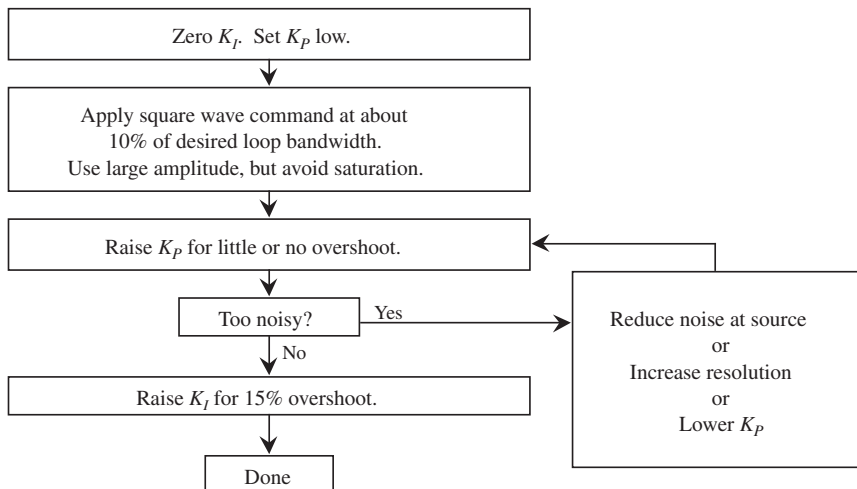 Zero K_I. Set K_P low.
Apply square wave command at about
10% of desired loop bandwidth.
Use large amplitude, but avoid saturation.
Raise K_P for little or no overshoot.
Too noisy?
Yes
No
Reduce noise at source
or
Increase resolution
or
Lower K_P
Raise K_I for 15% overshoot.
Done